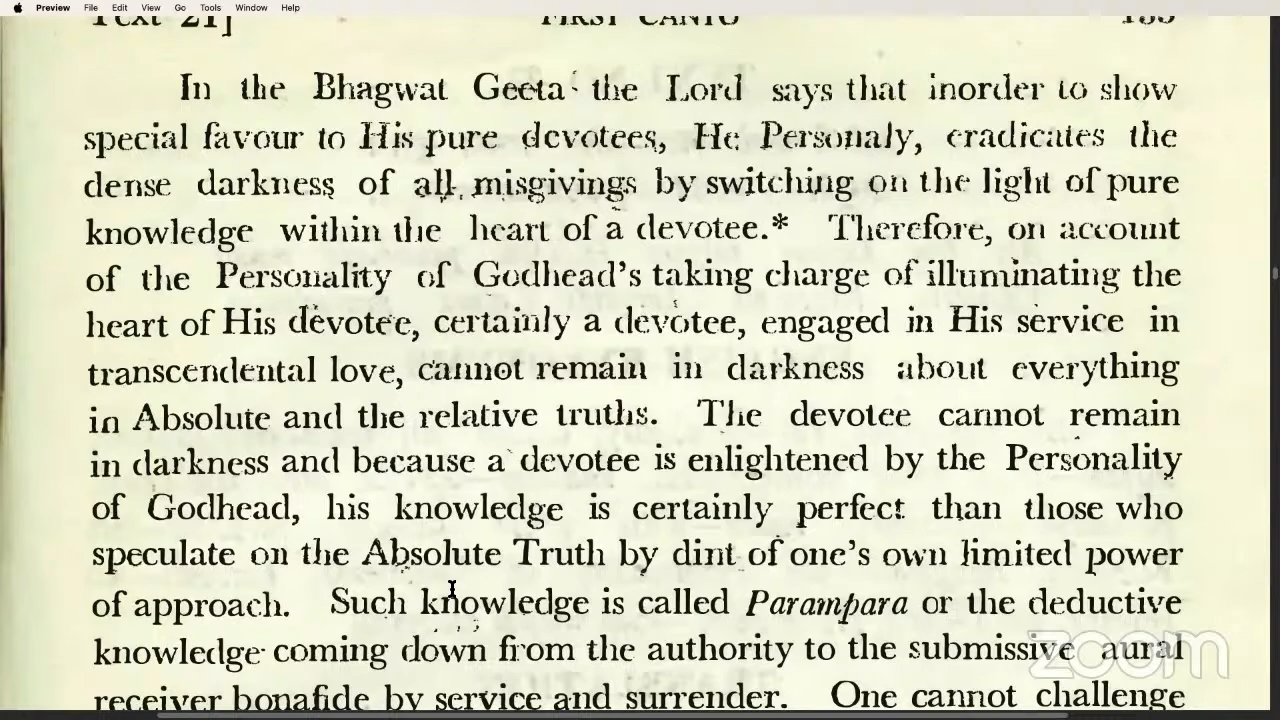 Preview File Edit View Go Tools Window Help
Text 21] FIRST CANTO
In the Bhagwat Geeta the Lord says that inorder to show
special favour to His pure devotees, He Personaly, eradicates the
dense darkness of all misgivings by switching on the light of pure
knowledge within the heart of a devotee.* Therefore, on account
of the Personality of Godhead's taking charge of illuminating the
heart of His devotee, certainly a devotee, engaged in His service in
transcendental love, cannot remain in darkness about everything
in Absolute and the relative truths. The devotee cannot remain
in darkness and because a devotee is enlightened by the Personality
of Godhead, his knowledge is certainly perfect than those who
speculate on the Absolute Truth by dint of one's own limited power
of approach. Such knowledge is called Parampara or the deductive
knowledge coming down from the authority to the submissive aural
receiver bonafide by service and surrender. One cannot challenge
zoom